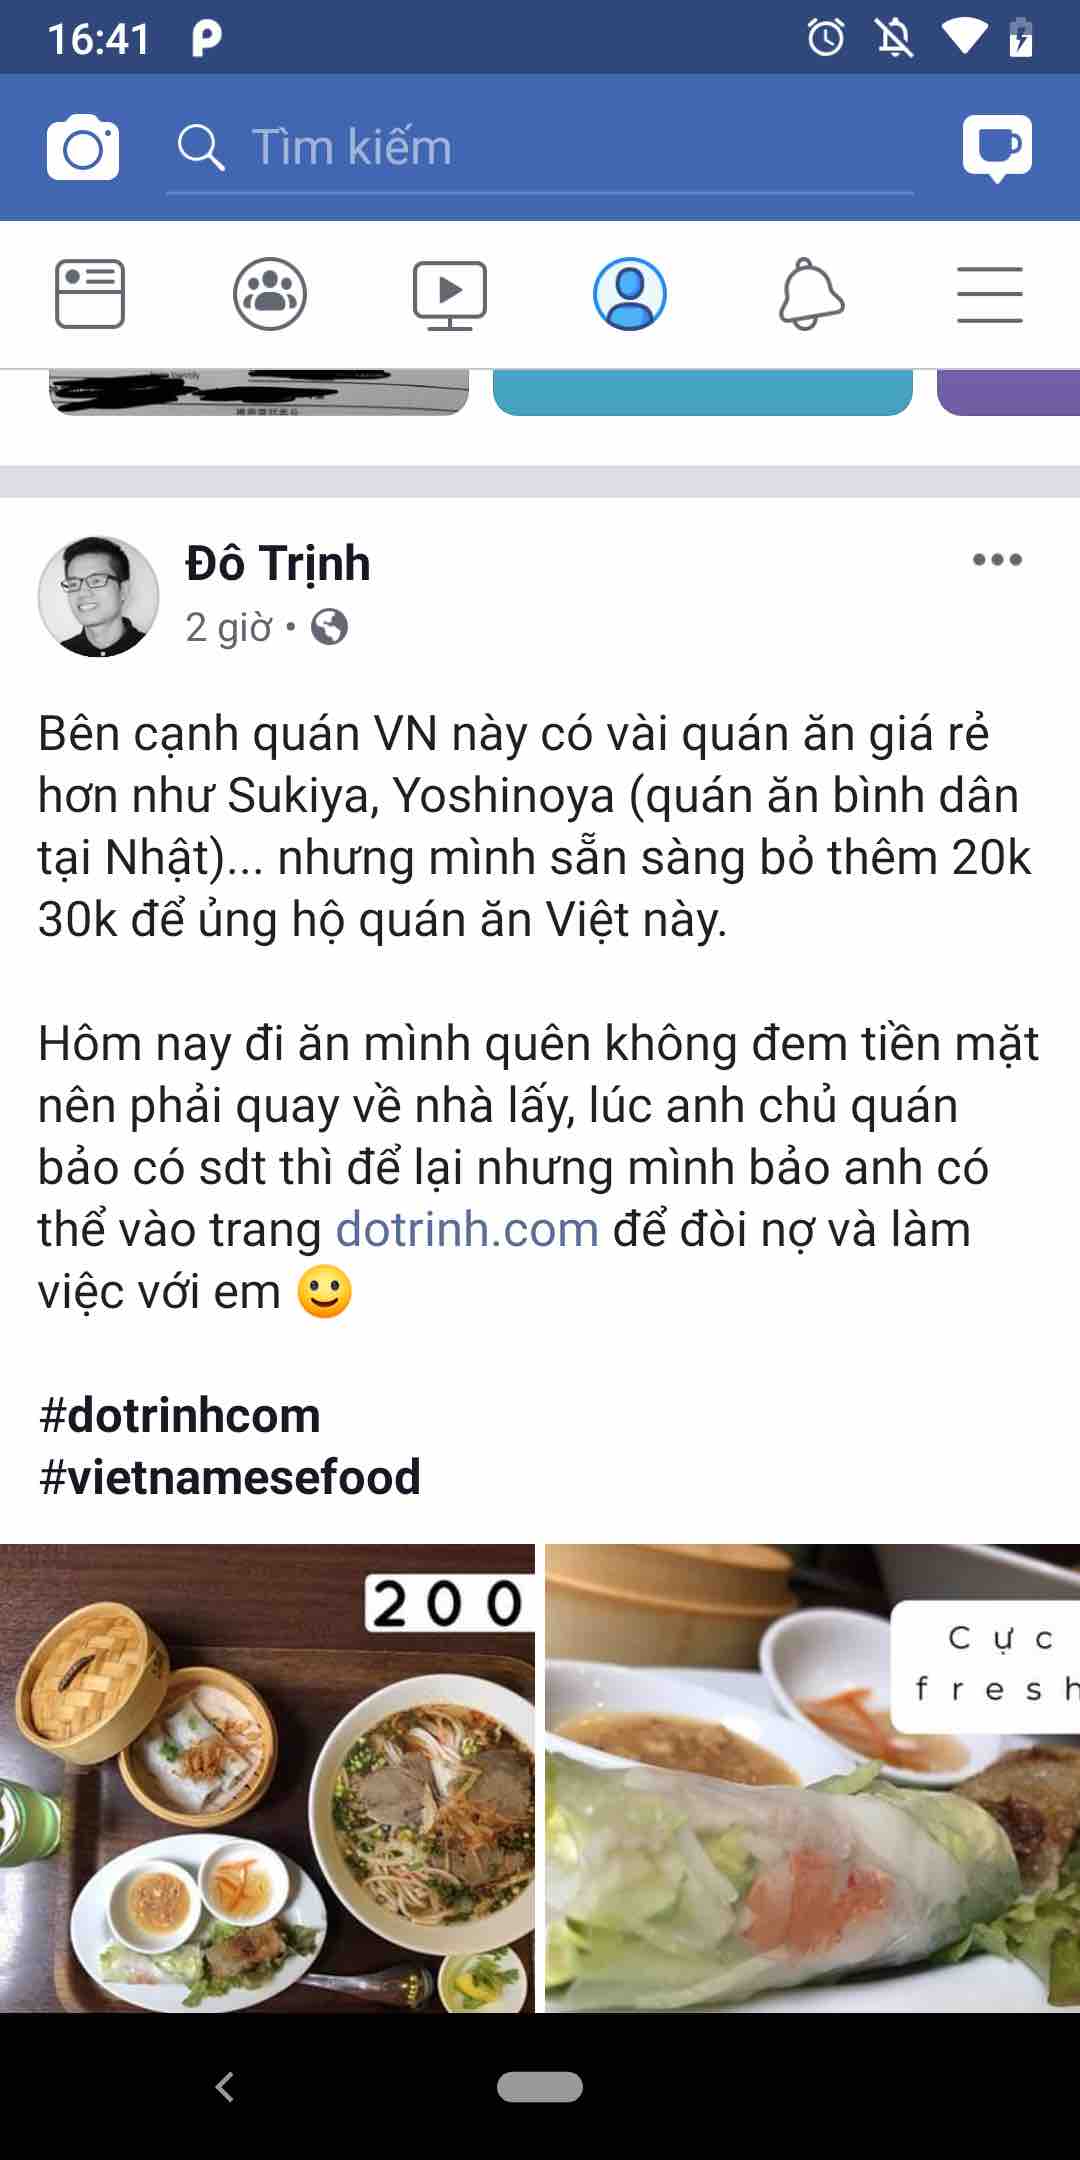 16:41
Tìm kiếm
Đô Trịnh
2 giờ •
Bên cạnh quán VN này có vài quán ăn giá rẻ
hơn như Sukiya, Yoshinoya (quán ăn bình dân
tại Nhật)... nhưng mình sẵn sàng bỏ thêm 20k
30k để ủng hộ quán ăn Việt này.
Hôm nay đi ăn mình quên không đem tiền mặt
nên phải quay về nhà lấy, lúc anh chủ quán
bảo có sdt thì để lại nhưng mình bảo anh có
thể vào trang dotrinh.com để đòi nợ và làm
việc với em
#dotrinhcom
#vietnamesefood
200
Cực
fresh